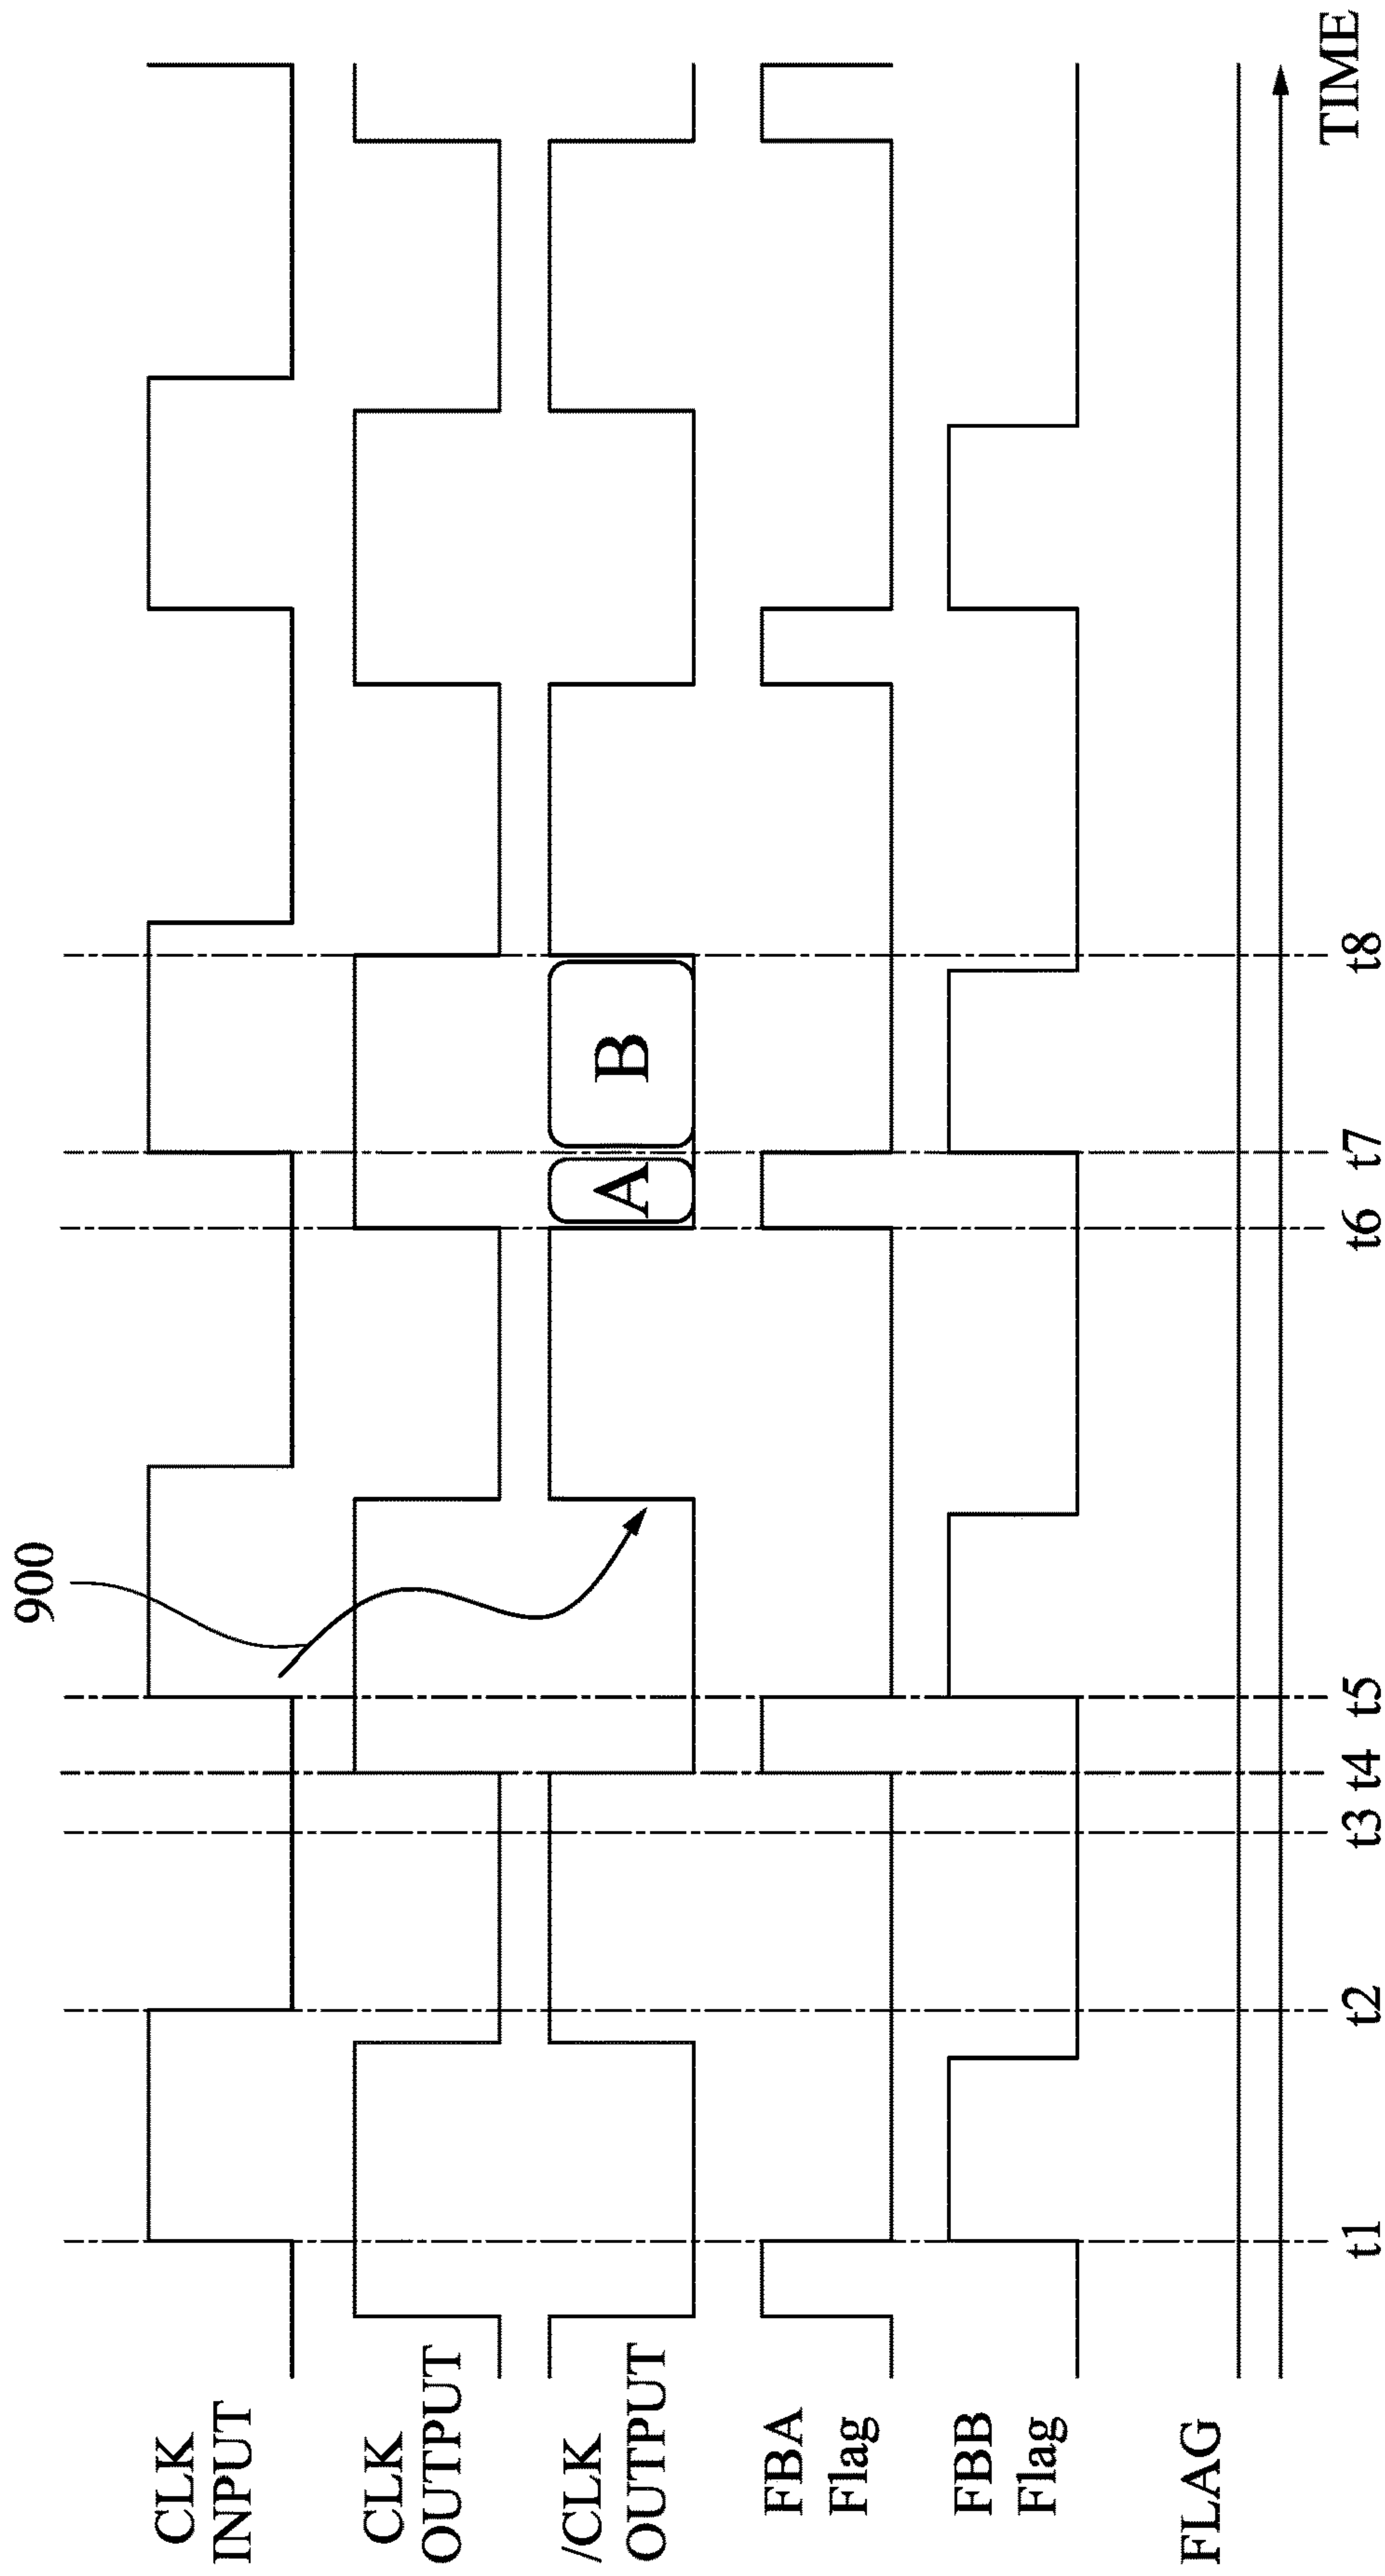 900
CLK
INPUT
CLK
OUTPUT
/CLK
OUTPUT
A
B
FBA
Flag
FBB
Flag
FLAG
t1
t2
t3
t4
t5
t6
t7
t8
TIME